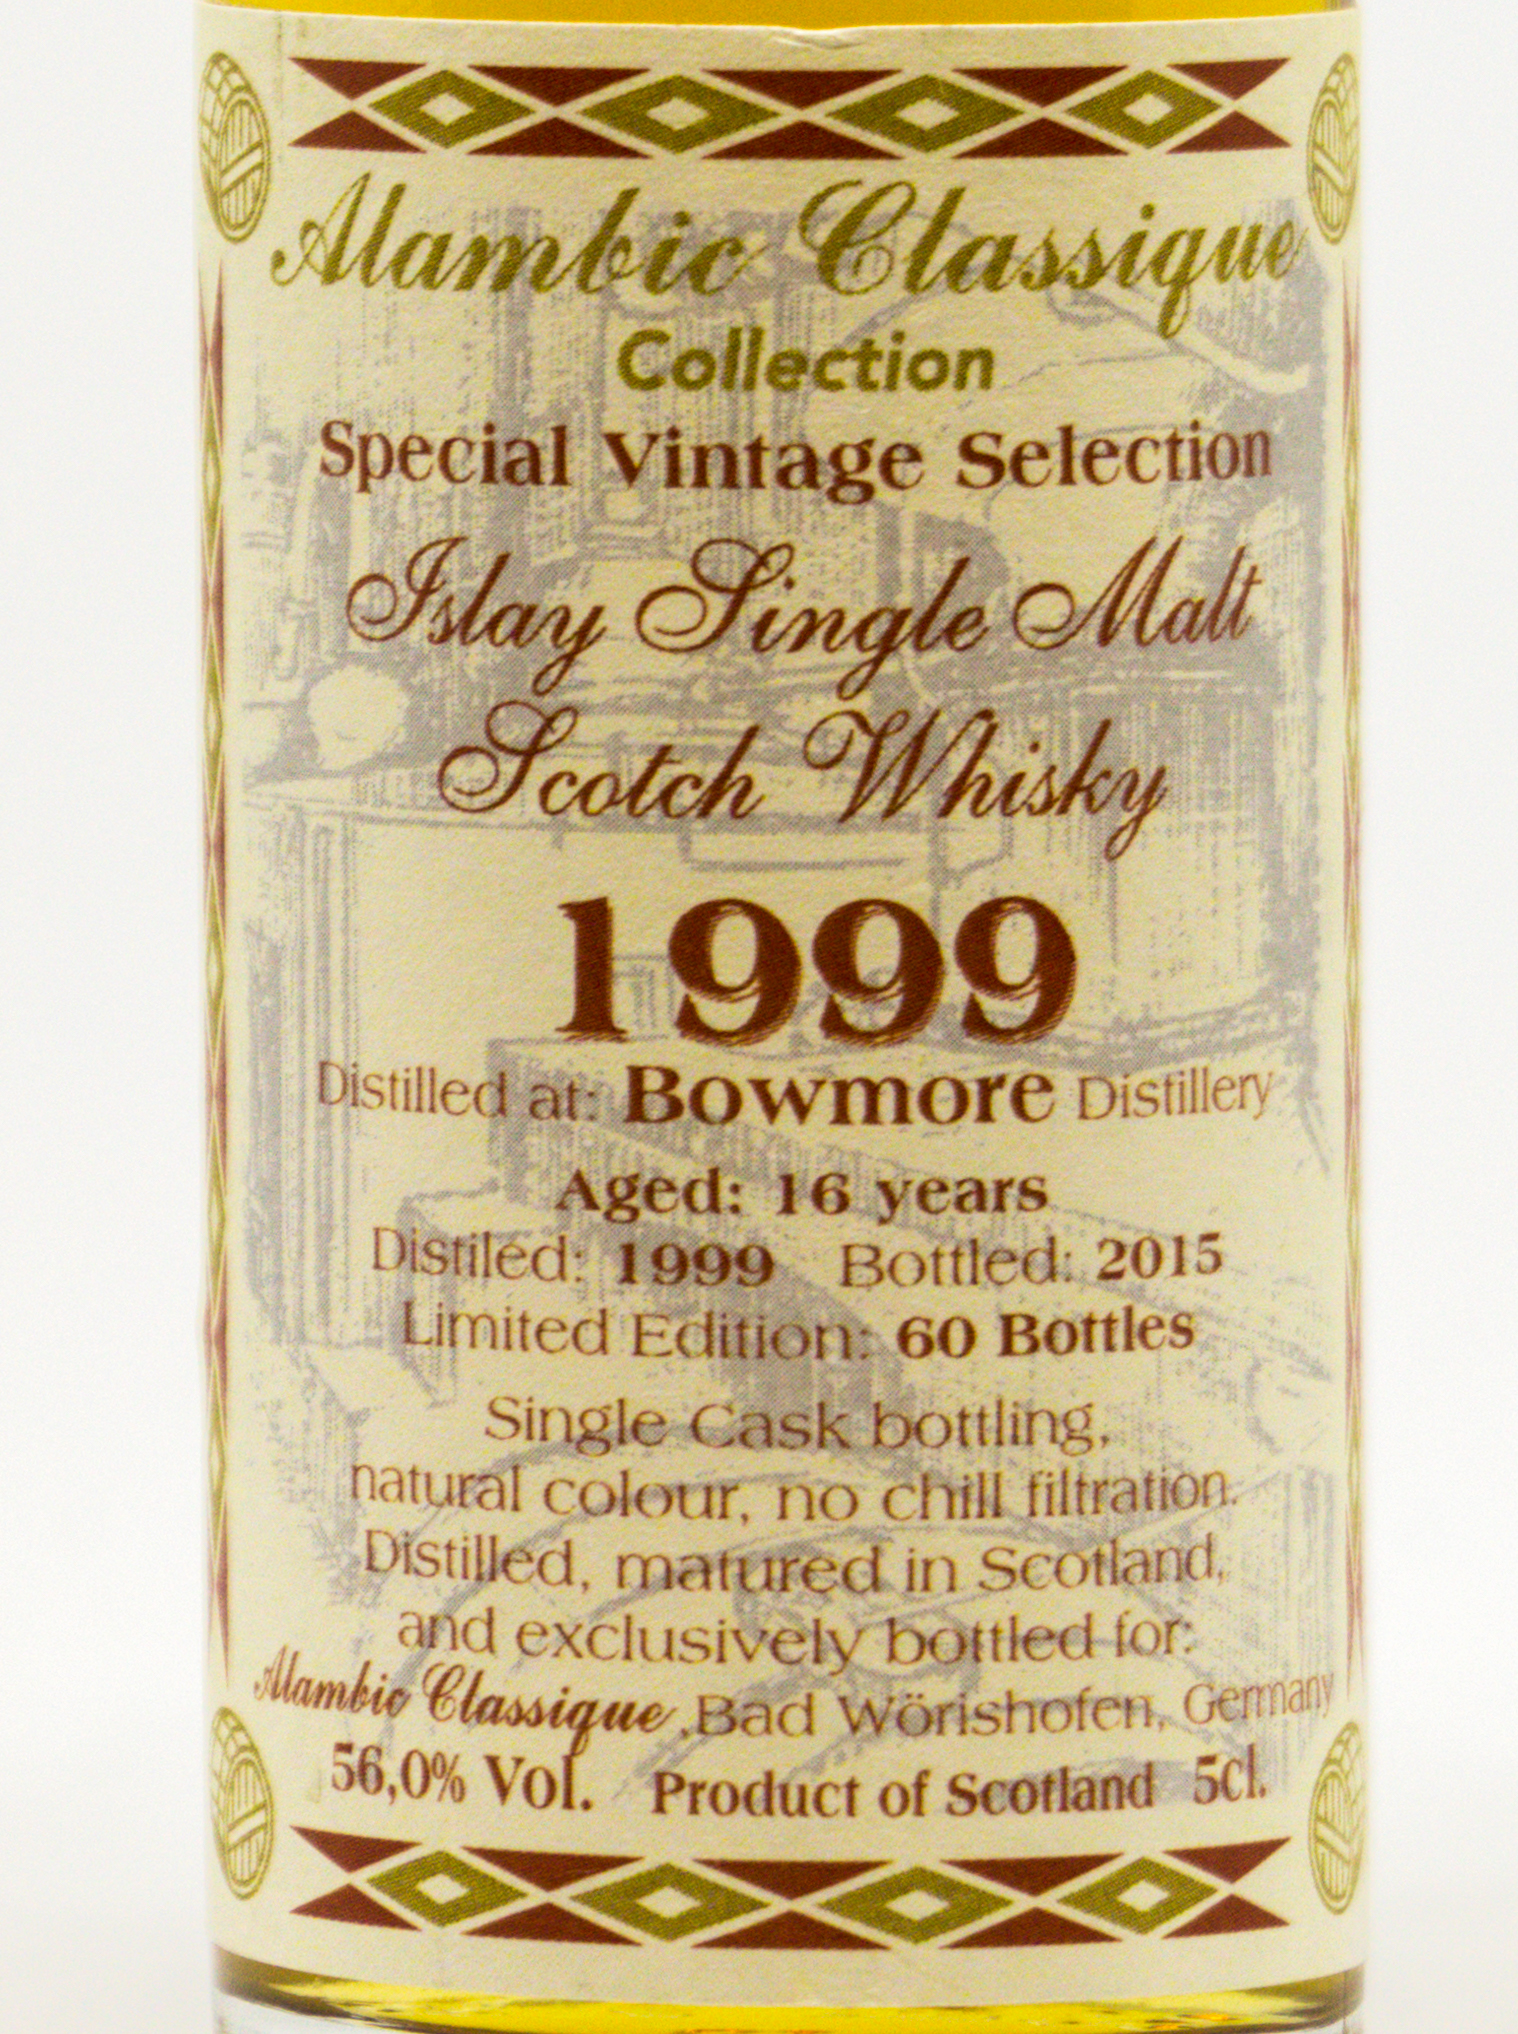 Alambic Classique
Collection
Special Vintage Selection
Islay Single Malt
Scotch Whisky
1999
Distilled at: Bowmore Distillery
Aged: 16 years
Distiled: 1999 Bottled: 2015
Limited Edition: 60 Bottles
Single Cask bottling,
natural colour, no chill filtration.
Distilled, matured in Scotland,
and exclusively bottled for:
Alambic Classique ,Bad Wörishofen, Germany
56,0% Vol. Product of Scotland 5cl.